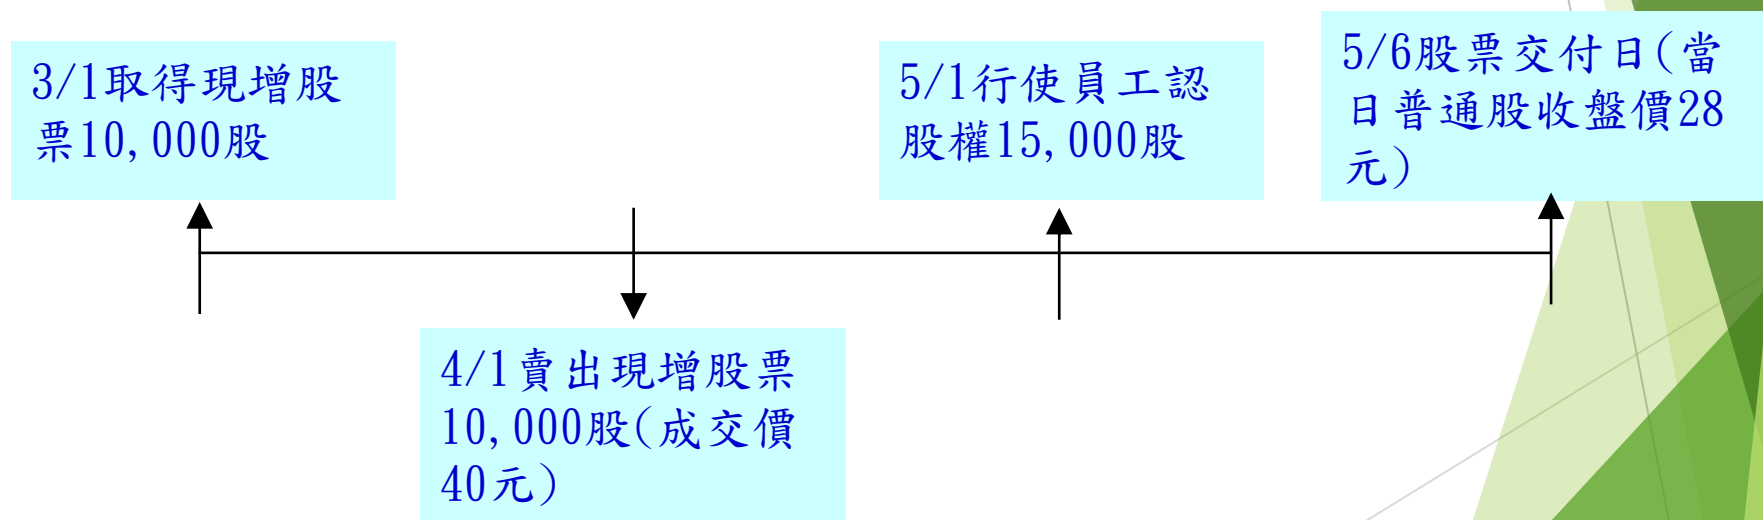 3/1取得現增股
票10,000股
4/1賣出現增股票
10,000股(成交價
40元)
5/1行使員工認
股權15,000股
5/6股票交付日(當
日普通股收盤價28
元)